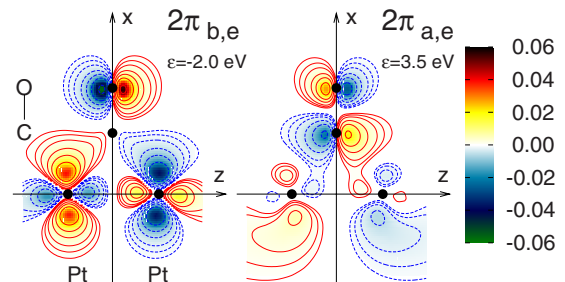 x
2π b,e
ε=-2.0 eV
O
C
z
Pt
Pt
x
2π a,e
ε=3.5 eV
z
0.06
0.04
0.02
0.00
-0.02
-0.04
-0.06